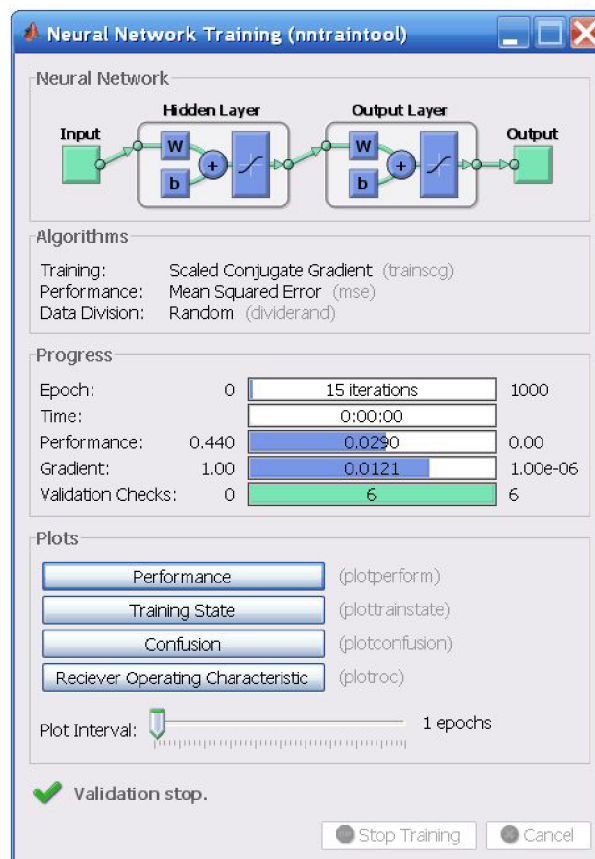 Neural Network Training (nntraintool)
Neural Network
Hidden Layer
Output Layer
Input
Output
W
b
+
W
b
+
Algorithms
Training: Scaled Conjugate Gradient (trainscg)
Performance: Mean Squared Error (mse)
Data Division: Random (dividerand)
Progress
Epoch: 0 15 iterations 1000
Time: 0:00:00
Performance: 0.440 0.0290 0.00
Gradient: 1.00 0.0121 1.00e-06
Validation Checks: 0 6 6
Plots
Performance (plotperform)
Training State (plottrainstate)
Confusion (plotconfusion)
Reciever Operating Characteristic (plotroc)
Plot Interval: 1 epochs
Validation stop.
Stop Training Cancel